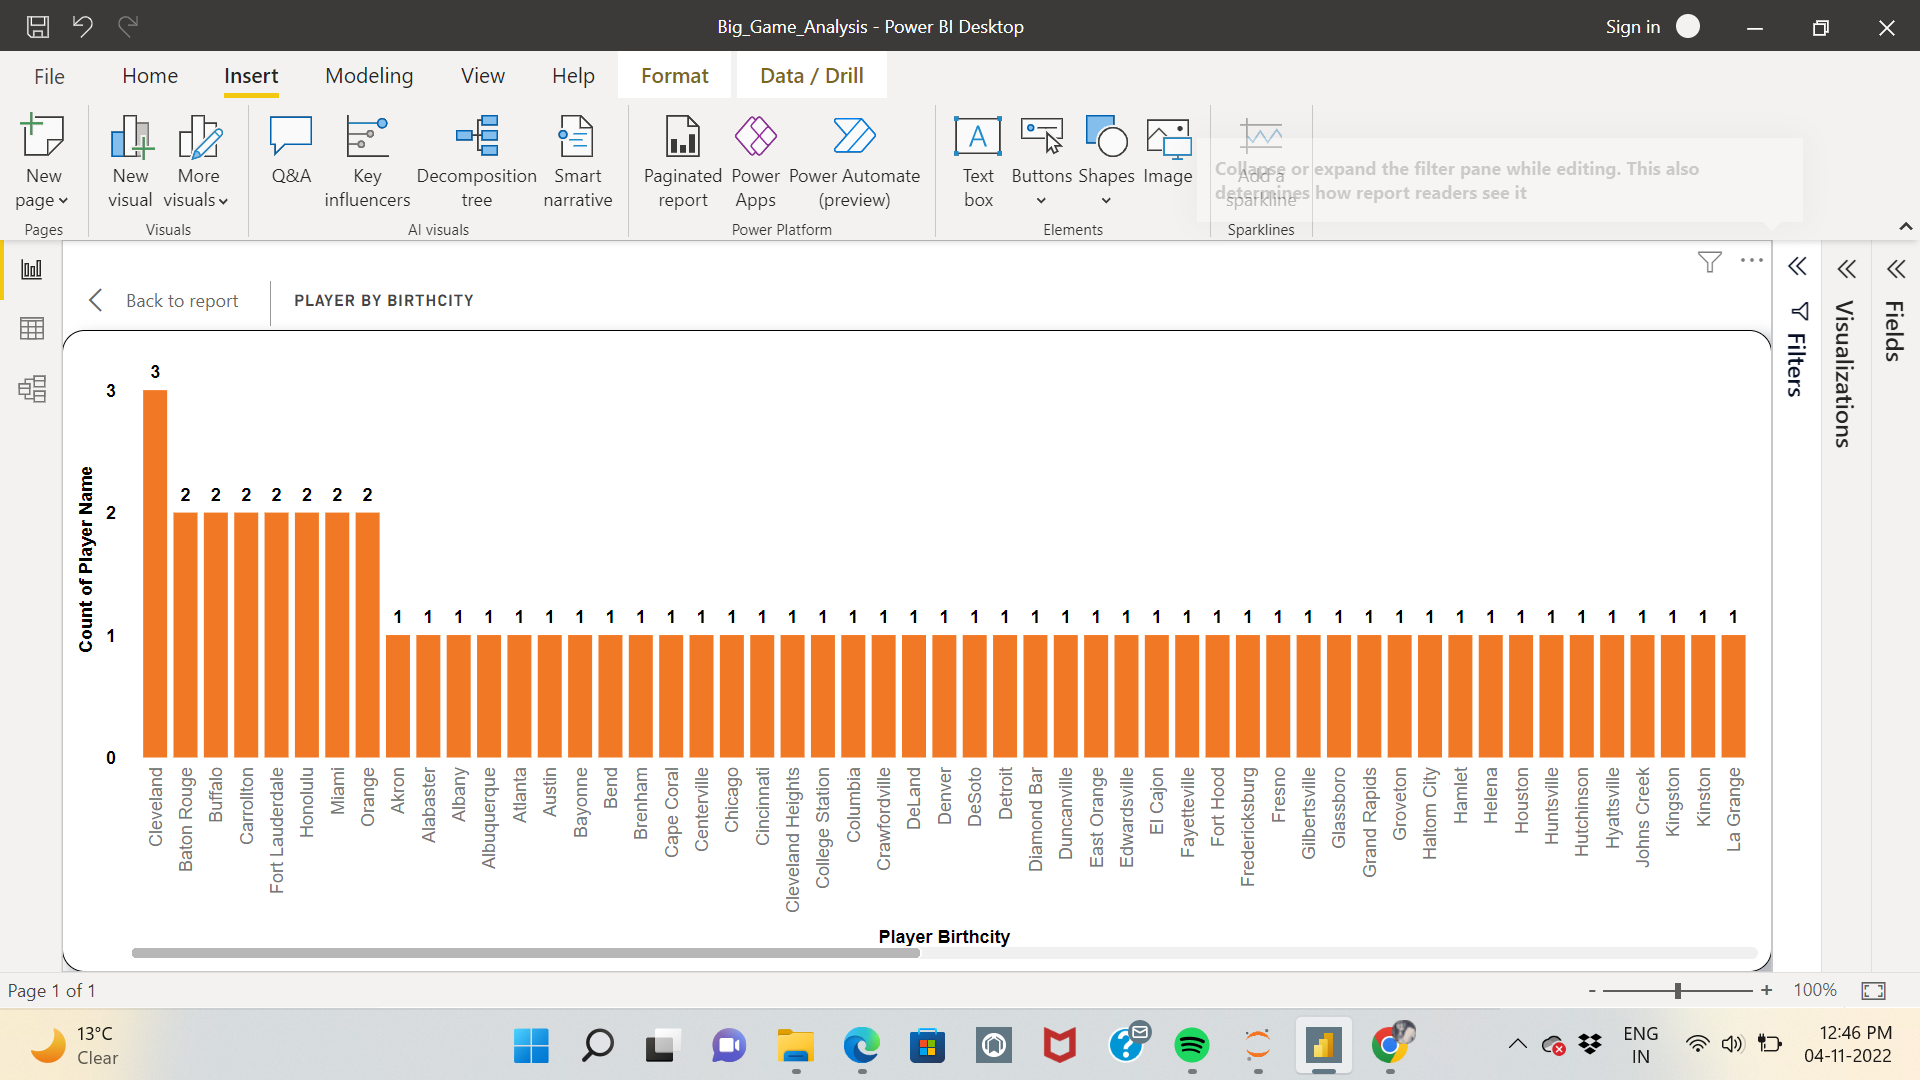 Big_Game_Analysis - Power BI Desktop
Sign in
File Home Insert Modeling View Help Format Data / Drill
New page
New visual
More visuals
Q&A
Key influencers
Decomposition tree
Smart narrative
Paginated report
Power Apps
Power Automate (preview)
Text box
Buttons
Shapes
Image
Add a sparkline
Collapse or expand the filter pane while editing. This also
determines how report readers see it
Pages Visuals AI visuals Power Platform Elements Sparklines
Back to report
PLAYER BY BIRTHCITY
Filters
Visualizations
Fields
Count of Player Name
3
2
1
0
3 2 2 2 2 2 2 2 1 1 1 1 1 1 1 1 1 1 1 1 1 1 1 1 1 1 1 1 1 1 1 1 1 1 1 1 1 1 1 1 1 1 1 1 1 1 1 1 1 1 1 1 1
Cleveland
Baton Rouge
Buffalo
Carrollton
Fort Lauderdale
Honolulu
Miami
Orange
Akron
Alabaster
Albany
Albuquerque
Atlanta
Austin
Bayonne
Bend
Brenham
Cape Coral
Centerville
Chicago
Cincinnati
Cleveland Heights
College Station
Columbia
Crawfordville
DeLand
Denver
DeSoto
Detroit
Diamond Bar
Duncanville
East Orange
Edwardsville
El Cajon
Fayetteville
Fort Hood
Fredericksburg
Fresno
Gilbertsville
Glassboro
Grand Rapids
Groveton
Haltom City
Hamlet
Helena
Houston
Huntsville
Hutchinson
Hyattsville
Johns Creek
Kingston
Kinston
La Grange
Player Birthcity
Page 1 of 1
- + 100%
13°C
Clear
ENG
IN
12:46 PM
04-11-2022